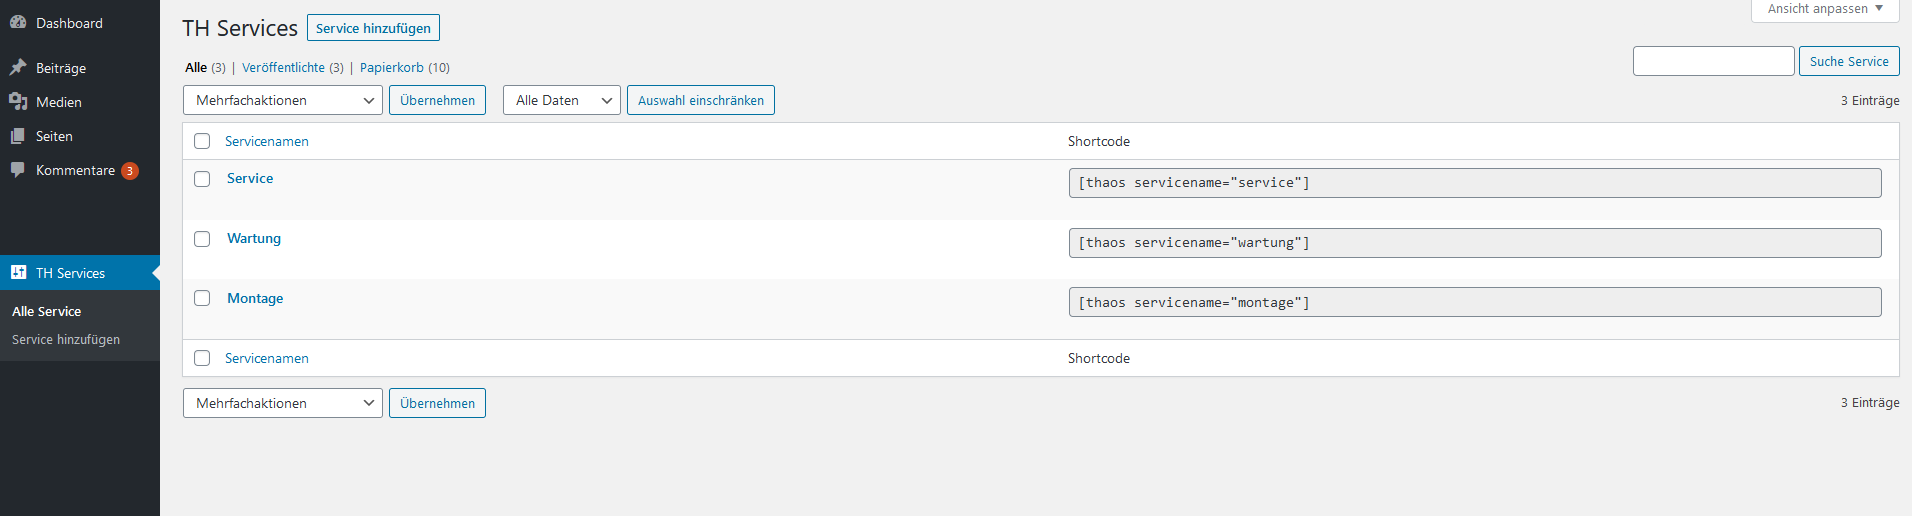 Dashboard
Beiträge
Medien
Seiten
Kommentare 3
TH Services
Alle Service
Service hinzufügen
Ansicht anpassen
TH Services Service hinzufügen
Alle (3) | Veröffentlichte (3) | Papierkorb (10)
Suche Service
Mehrfachaktionen Übernehmen Alle Daten Auswahl einschränken 3 Einträge
Servicenamen Shortcode
Service [thaos servicename="service"]
Wartung [thaos servicename="wartung"]
Montage [thaos servicename="montage"]
Servicenamen Shortcode
Mehrfachaktionen Übernehmen 3 Einträge